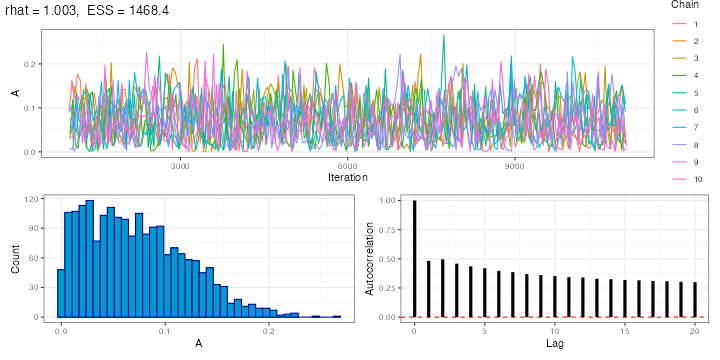 rhat = 1.003,  ESS = 1468.4
Chain
1
2
3
4
5
6
7
8
9
10
A
0.2
0.1
0.0
3000 6000 9000
Iteration
Count
120
90
60
30
0
0.0 0.1 0.2
A
Autocorrelation
1.00
0.75
0.50
0.25
0.00
0 5 10 15 20
Lag